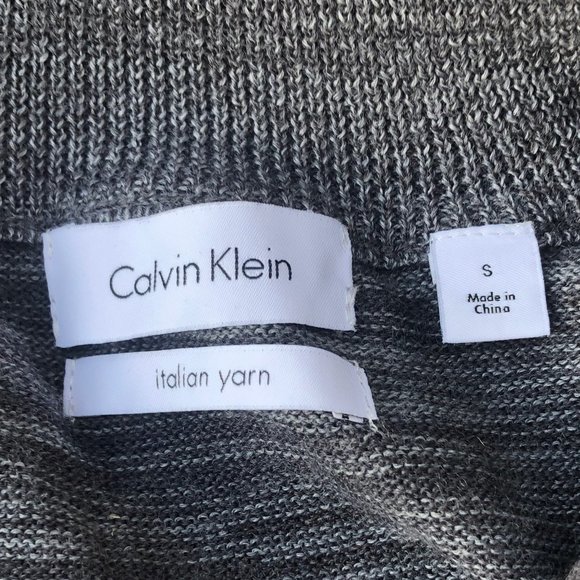 Calvin Klein
italian yarn
S
Made in
China